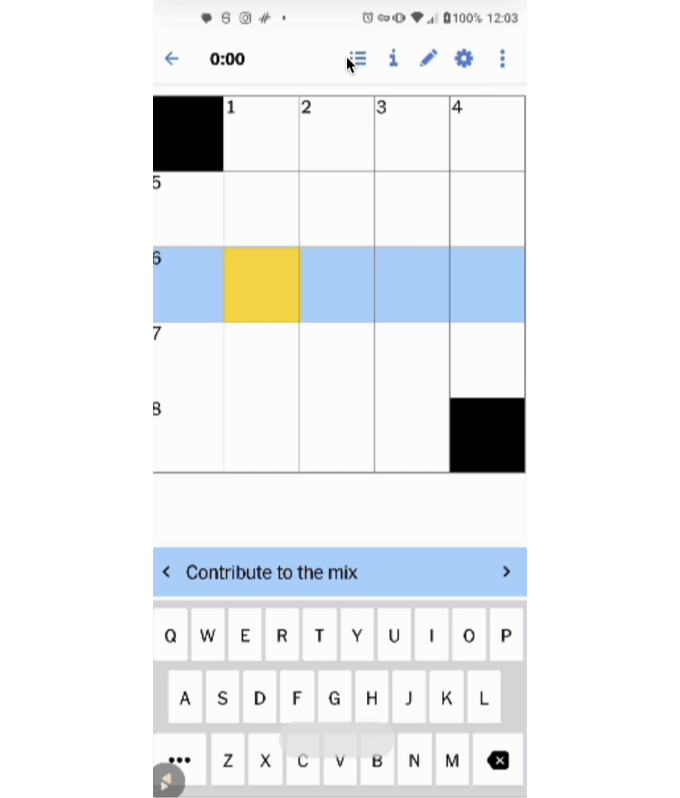 100% 12:03
0:00
1 2 3 4
5
6
7
8
Contribute to the mix
Q W E R T Y U I O P
A S D F G H J K L
Z X C V B N M